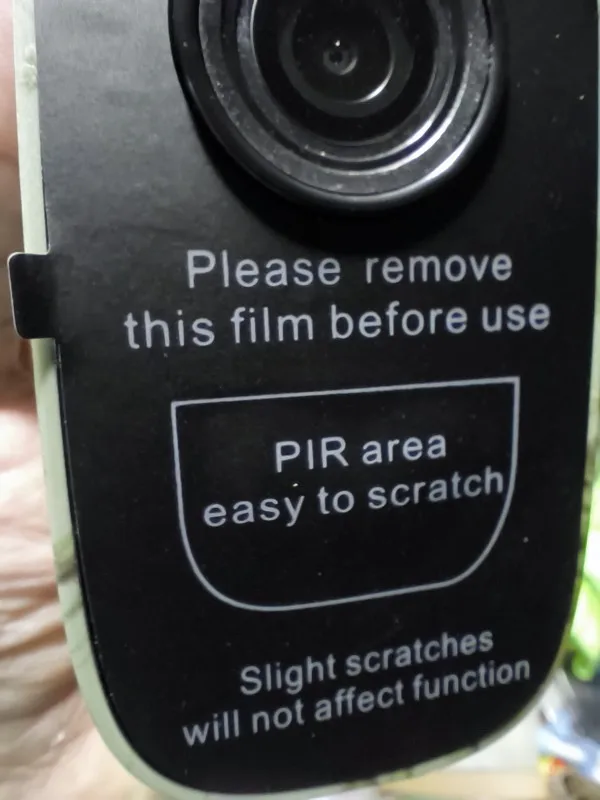 Please remove
this film before use
PIR area
easy to scratch
Slight scratches
will not affect function